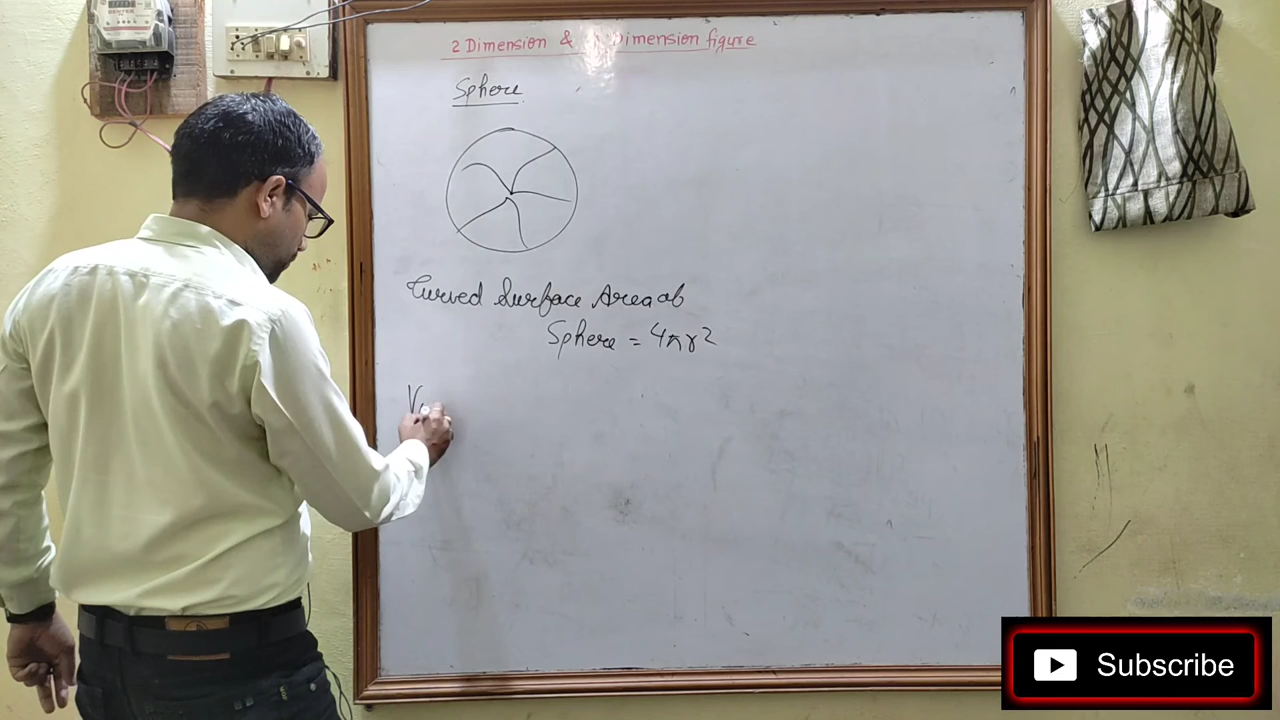 2 Dimension & Dimension figure
Sphere
Curved Surface Area of
Sphere = 4πr2
V
Subscribe